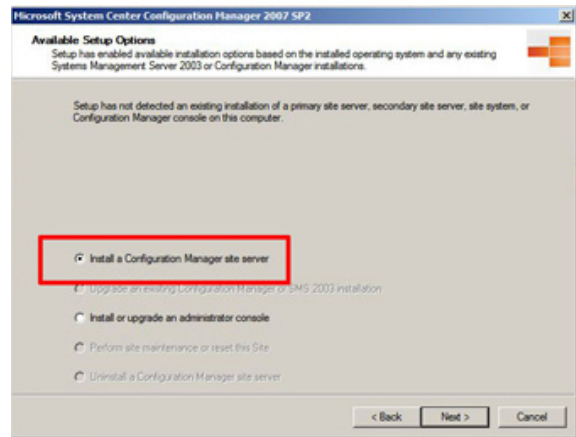 Microsoft System Center Configuration Manager 2007 SP2
Available Setup Options
Setup has enabled available installation options based on the installed operating system and any existing
Systems Management Server 2003 or Configuration Manager installations.
Setup has not detected an existing installation of a primary site server, secondary site server, site system, or
Configuration Manager console on this computer.
Install a Configuration Manager site server
Upgrade an existing Configuration Manager or SMS 2003 installation
Install or upgrade an administrator console
Perform site maintenance or reset this Site
Uninstall a Configuration Manager site server
< Back
Next >
Cancel